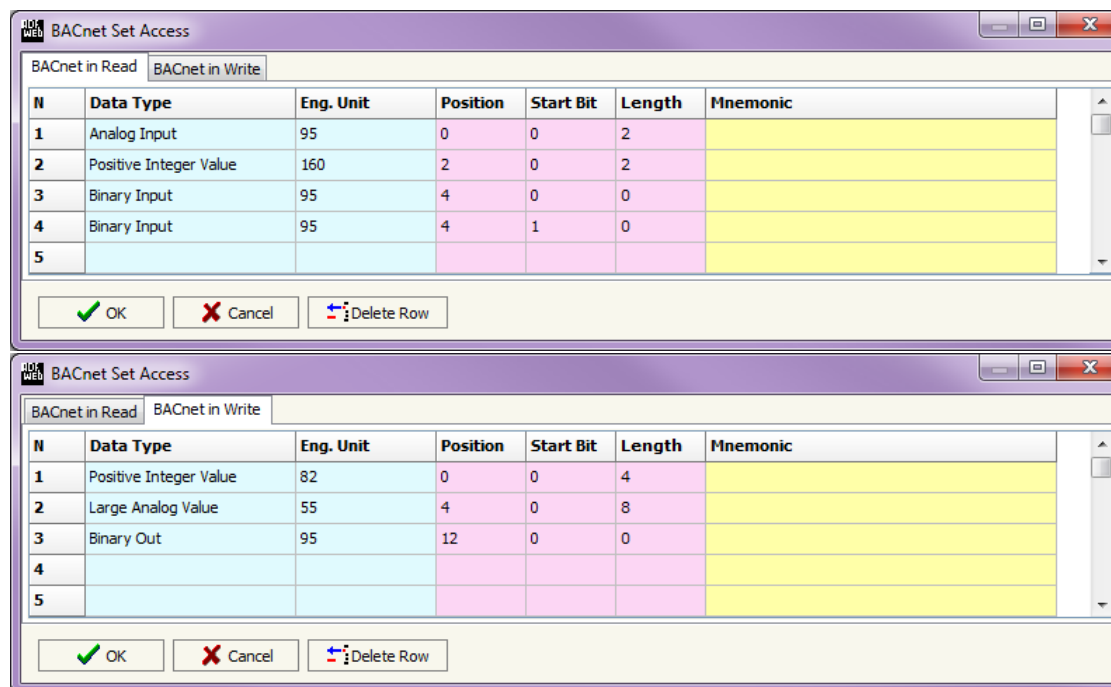 ADF WEB BACnet Set Access
BACnet in Read BACnet in Write
N Data Type Eng. Unit Position Start Bit Length Mnemonic
1 Analog Input 95 0 0 2
2 Positive Integer Value 160 2 0 2
3 Binary Input 95 4 0 0
4 Binary Input 95 4 1 0
5
OK Cancel Delete Row
ADF WEB BACnet Set Access
BACnet in Read BACnet in Write
N Data Type Eng. Unit Position Start Bit Length Mnemonic
1 Positive Integer Value 82 0 0 4
2 Large Analog Value 55 4 0 8
3 Binary Out 95 12 0 0
4
5
OK Cancel Delete Row